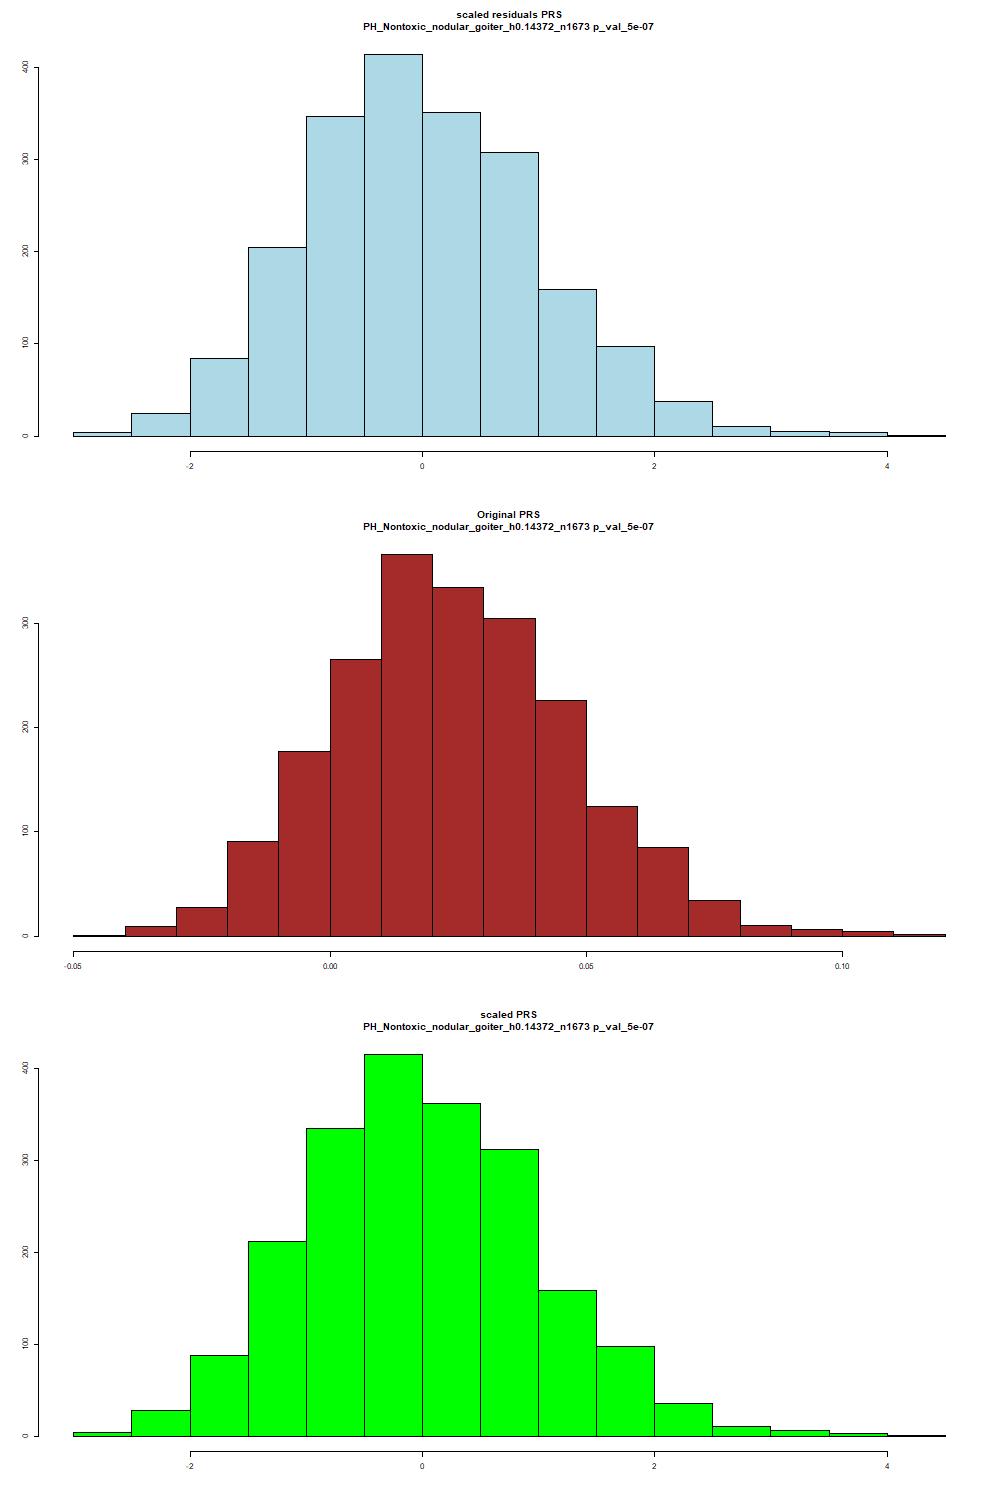 scaled residuals PRS
PH_Nontoxic_nodular_goiter_h0.14372_n1673 p_val_5e-07
400
300
200
100
0
-2 0 2 4
Original PRS
PH_Nontoxic_nodular_goiter_h0.14372_n1673 p_val_5e-07
300
200
100
0
-0.05 0.00 0.05 0.10
scaled PRS
PH_Nontoxic_nodular_goiter_h0.14372_n1673 p_val_5e-07
400
300
200
100
0
-2 0 2 4